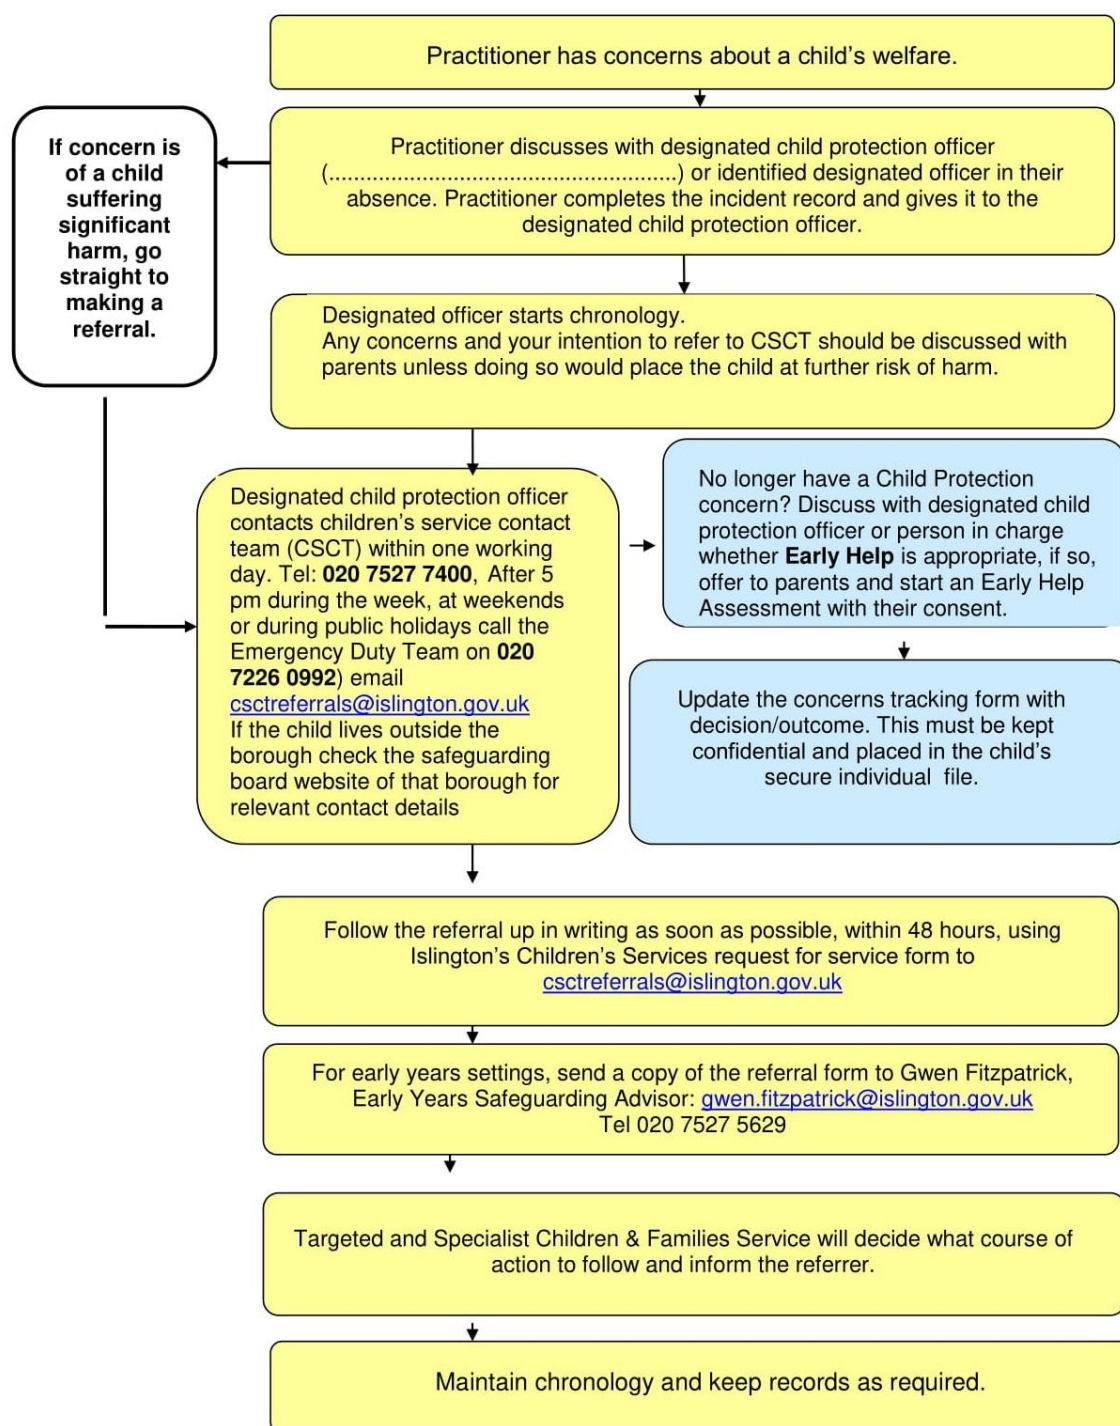 Practitioner has concerns about a child's welfare.
If concern is
of a child
suffering
significant
harm, go
straight to
making a
referral.
Practitioner discusses with designated child protection officer
(......................................................) or identified designated officer in their
absence. Practitioner completes the incident record and gives it to the
designated child protection officer.
Designated officer starts chronology.
Any concerns and your intention to refer to CSCT should be discussed with
parents unless doing so would place the child at further risk of harm.
Designated child protection officer
contacts children's service contact
team (CSCT) within one working
day. Tel: 020 7527 7400, After 5
pm during the week, at weekends
or during public holidays call the
Emergency Duty Team on 020
7226 0992) email
csctreferrals@islington.gov.uk
If the child lives outside the
borough check the safeguarding
board website of that borough for
relevant contact details
No longer have a Child Protection
concern? Discuss with designated child
protection officer or person in charge
whether Early Help is appropriate, if so,
offer to parents and start an Early Help
Assessment with their consent.
Update the concerns tracking form with
decision/outcome. This must be kept
confidential and placed in the child's
secure individual file.
Follow the referral up in writing as soon as possible, within 48 hours, using
Islington's Children's Services request for service form to
csctreferrals@islington.gov.uk
For early years settings, send a copy of the referral form to Gwen Fitzpatrick,
Early Years Safeguarding Advisor: gwen.fitzpatrick@islington.gov.uk
Tel 020 7527 5629
Targeted and Specialist Children & Families Service will decide what course of
action to follow and inform the referrer.
Maintain chronology and keep records as required.